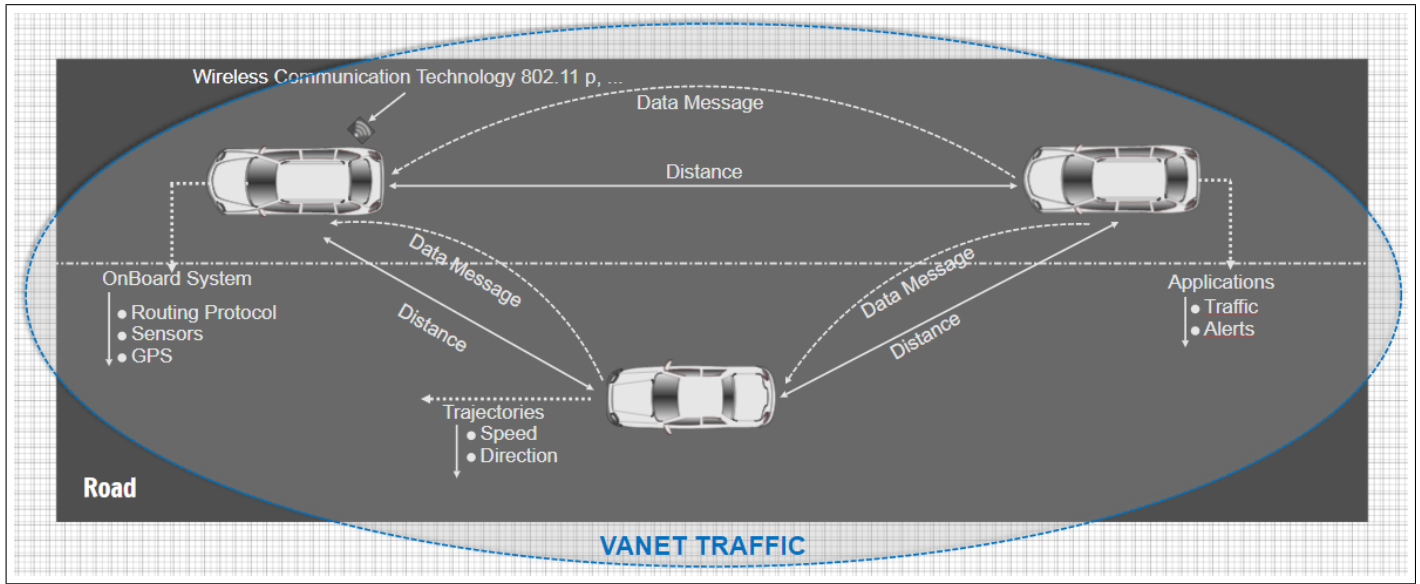 Wireless Communication Technology 802.11 p, ...
Data Message
Distance
Data Message
Distance
Data Message
Distance
OnBoard System
● Routing Protocol
● Sensors
● GPS
Applications
● Traffic
● Alerts
Trajectories
● Speed
● Direction
Road
VANET TRAFFIC